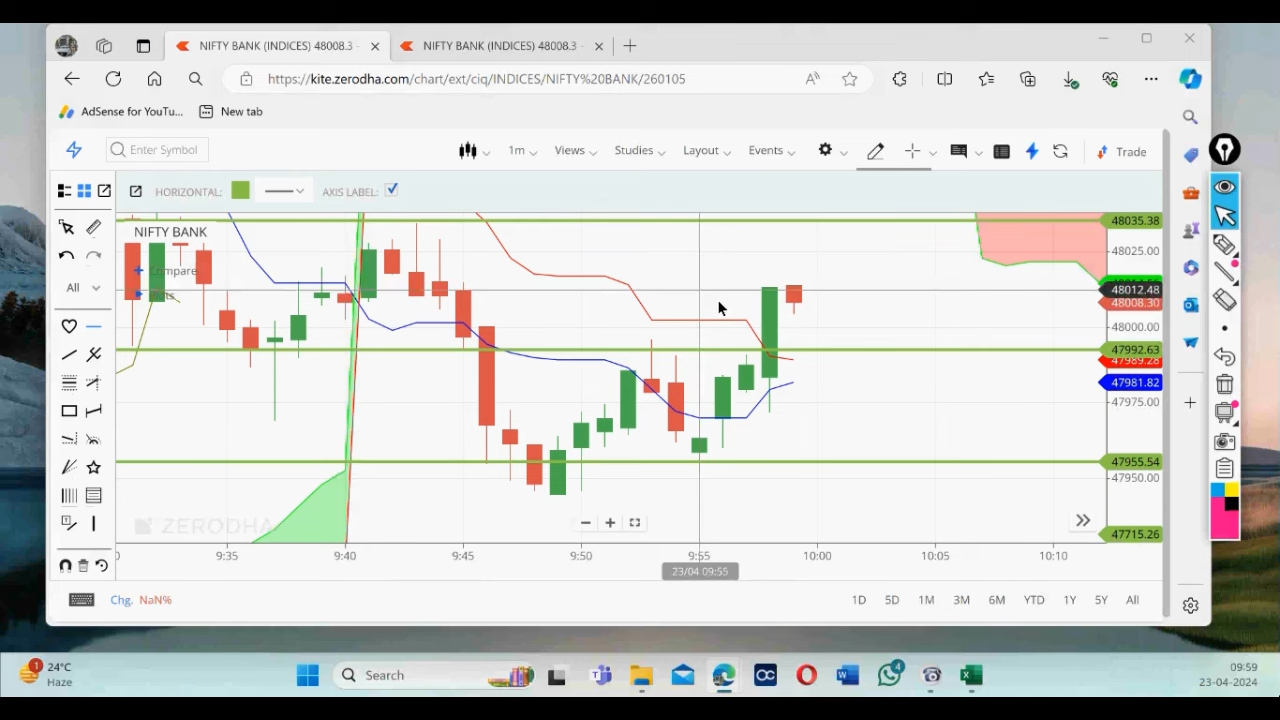 NIFTY BANK (INDICES) 48008.3 -
NIFTY BANK (INDICES) 48008.3 -
https://kite.zerodha.com/chart/ext/ciq/INDICES/NIFTY%20BANK/260105
AdSense for YouTu...
New tab
Enter Symbol
1m
Views
Studies
Layout
Events
Trade
HORIZONTAL:
AXIS LABEL:
NIFTY BANK
Compare
All
48035.38
48025.00
48012.48
48008.30
48000.00
47992.63
47989.28
47981.82
47975.00
47955.54
47950.00
47715.26
ZERODHA
9:35
9:40
9:45
9:50
9:55
10:00
10:05
10:10
23/04 09:55
Chg. NaN%
1D
5D
1M
3M
6M
YTD
1Y
5Y
All
1
24°C
Haze
Search
4
09:59
23-04-2024